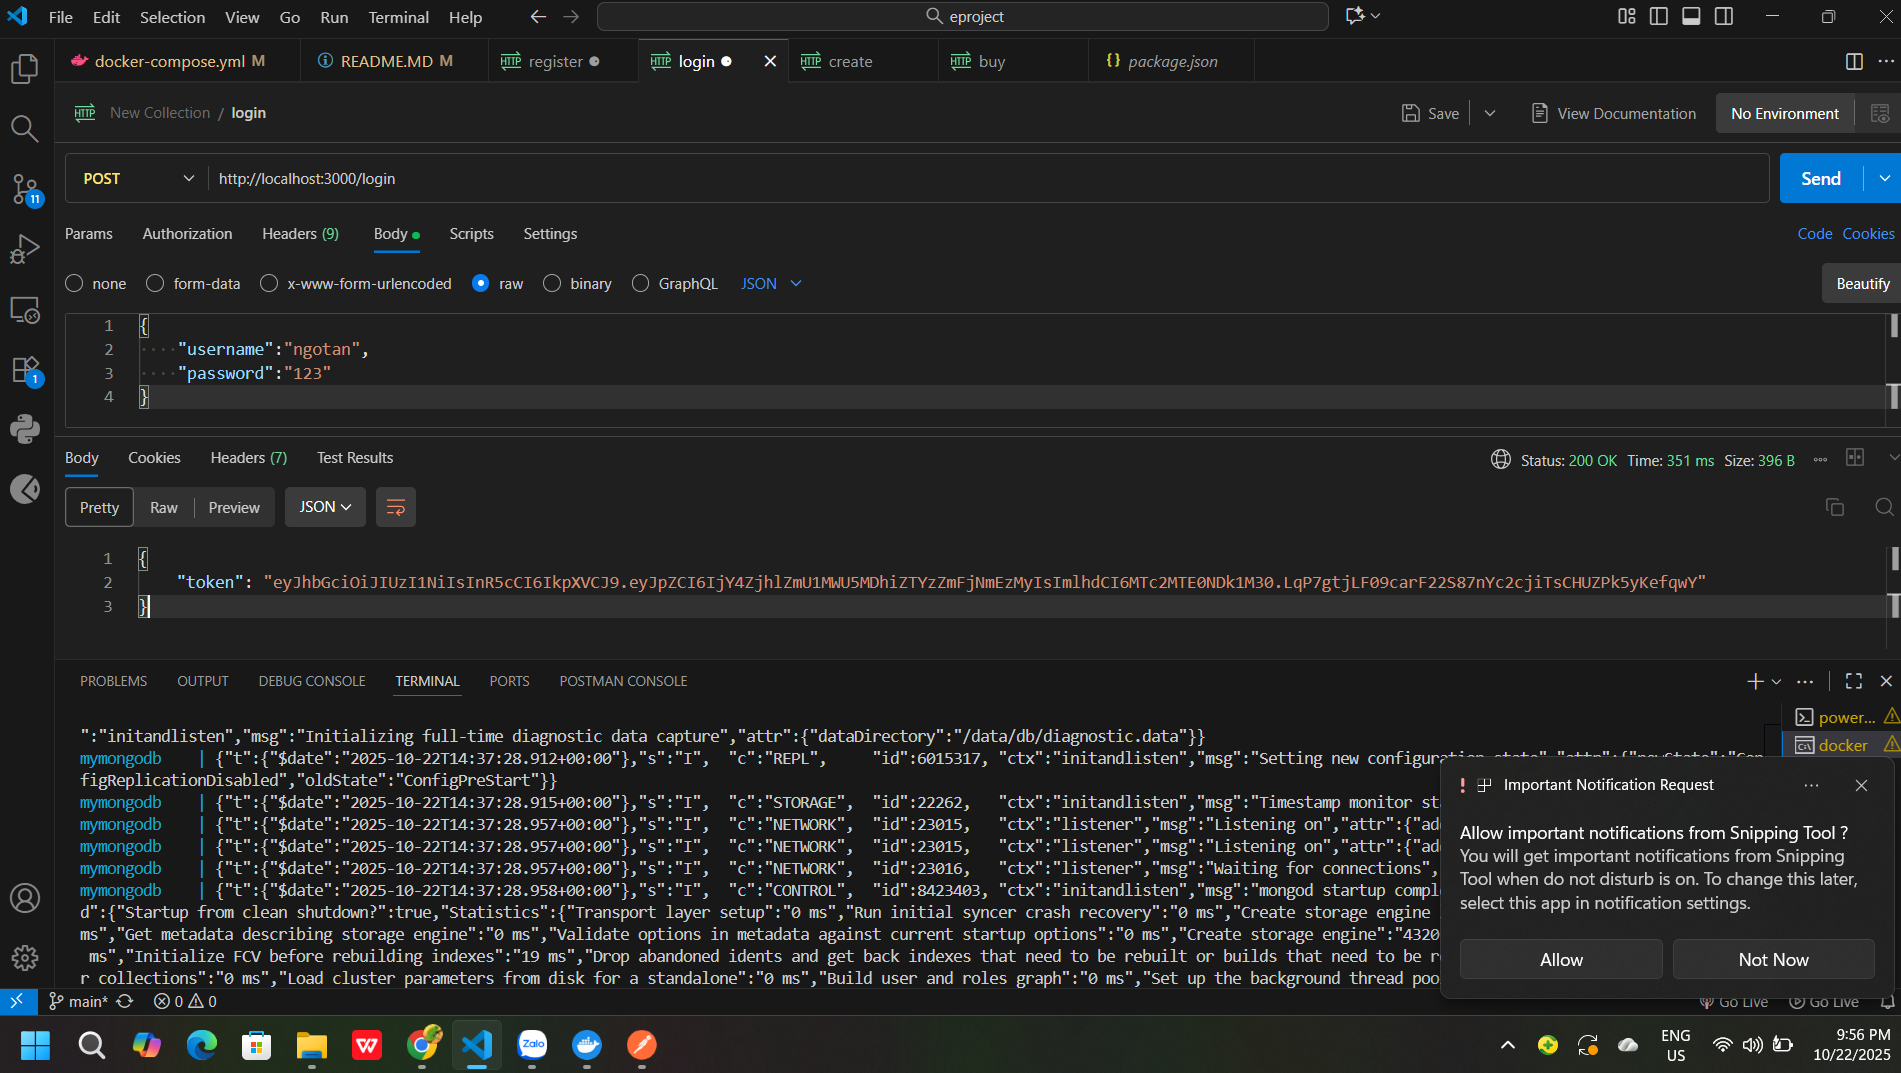 File Edit Selection View Go Run Terminal Help eproject
docker-compose.yml M README.MD M register login create buy package.json
New Collection / login Save View Documentation No Environment
POST http://localhost:3000/login Send
Params Authorization Headers (9) Body Scripts Settings Code Cookies
none form-data x-www-form-urlencoded raw binary GraphQL JSON Beautify
1 {
2 "username":"ngotan",
3 "password":"123"
4 }
Body Cookies Headers (7) Test Results Status: 200 OK Time: 351 ms Size: 396 B
Pretty Raw Preview JSON
1 {
2 "token": "eyJhbGciOiJIUzI1NiIsInR5cCI6IkpXVCJ9.eyJpZCI6IjY4ZjhlZmU1MWU5MDhiZTYzZmFjNmEzMyIsImlhdCI6MTc2MTE0NDk1M30.LqP7gtjLF09carF22S87nYc2cjiTsCHUZPk5yKefqwY"
3 }
PROBLEMS OUTPUT DEBUG CONSOLE TERMINAL PORTS POSTMAN CONSOLE
power...
docker
":"initandlisten","msg":"Initializing full-time diagnostic data capture","attr":{"dataDirectory":"/data/db/diagnostic.data"}}
mymongodb | {"t":{"$date":"2025-10-22T14:37:28.912+00:00"},"s":"I", "c":"REPL", "id":6015317, "ctx":"initandlisten","msg":"Setting new configuration state","attr":{"newState":"Con
figReplicationDisabled","oldState":"ConfigPreStart"}}
mymongodb | {"t":{"$date":"2025-10-22T14:37:28.915+00:00"},"s":"I", "c":"STORAGE", "id":22262, "ctx":"initandlisten","msg":"Timestamp monitor st
mymongodb | {"t":{"$date":"2025-10-22T14:37:28.957+00:00"},"s":"I", "c":"NETWORK", "id":23015, "ctx":"listener","msg":"Listening on","attr":{"ad
mymongodb | {"t":{"$date":"2025-10-22T14:37:28.957+00:00"},"s":"I", "c":"NETWORK", "id":23015, "ctx":"listener","msg":"Listening on","attr":{"ad
mymongodb | {"t":{"$date":"2025-10-22T14:37:28.957+00:00"},"s":"I", "c":"NETWORK", "id":23016, "ctx":"listener","msg":"Waiting for connections",
mymongodb | {"t":{"$date":"2025-10-22T14:37:28.958+00:00"},"s":"I", "c":"CONTROL", "id":8423403, "ctx":"initandlisten","msg":"mongod startup compl
d":{"Startup from clean shutdown?":true,"Statistics":{"Transport layer setup":"0 ms","Run initial syncer crash recovery":"0 ms","Create storage engine
ms","Get metadata describing storage engine":"0 ms","Validate options in metadata against current startup options":"0 ms","Create storage engine":"4320
ms","Initialize FCV before rebuilding indexes":"19 ms","Drop abandoned idents and get back indexes that need to be rebuilt or builds that need to be r
r collections":"0 ms","Load cluster parameters from disk for a standalone":"0 ms","Build user and roles graph":"0 ms","Set up the background thread poo
Important Notification Request
Allow important notifications from Snipping Tool ?
You will get important notifications from Snipping
Tool when do not disturb is on. To change this later,
select this app in notification settings.
Allow Not Now
main* 0 0 Go Live Go Live
Zalo ENG
US
9:56 PM
10/22/2025